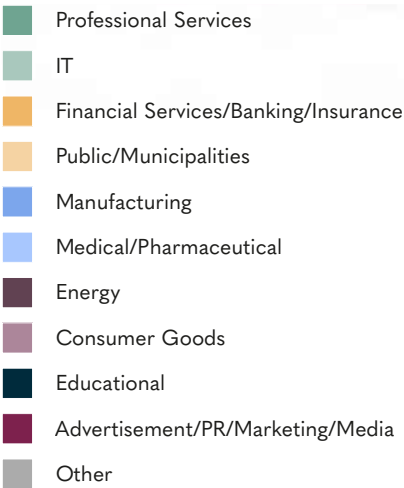 Professional Services
IT
Financial Services/Banking/Insurance
Public/Municipalities
Manufacturing
Medical/Pharmaceutical
Energy
Consumer Goods
Educational
Advertisement/PR/Marketing/Media
Other